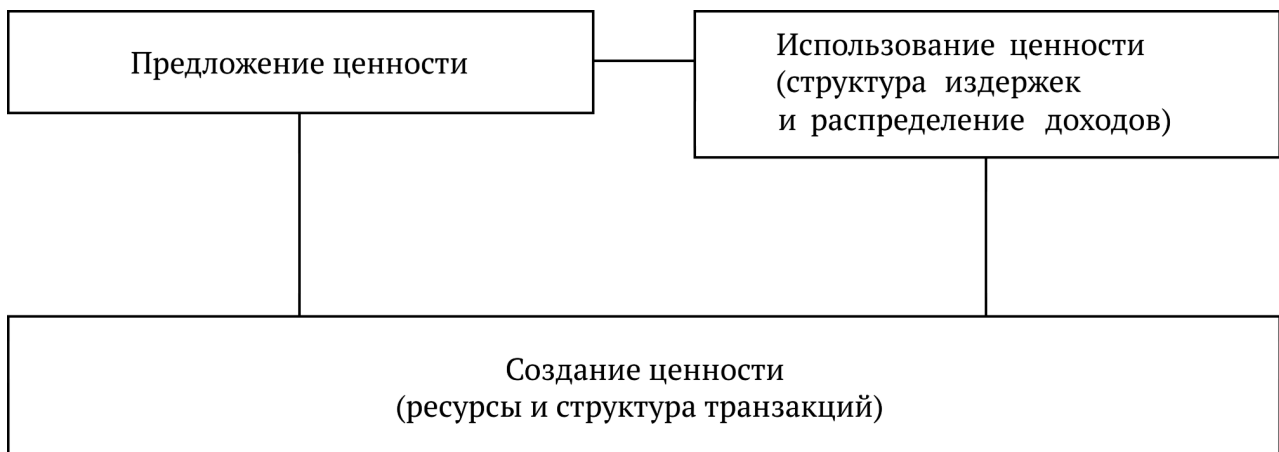 Предложение ценности
Использование ценности
(структура издержек
и распределение доходов)
Создание ценности
(ресурсы и структура транзакций)